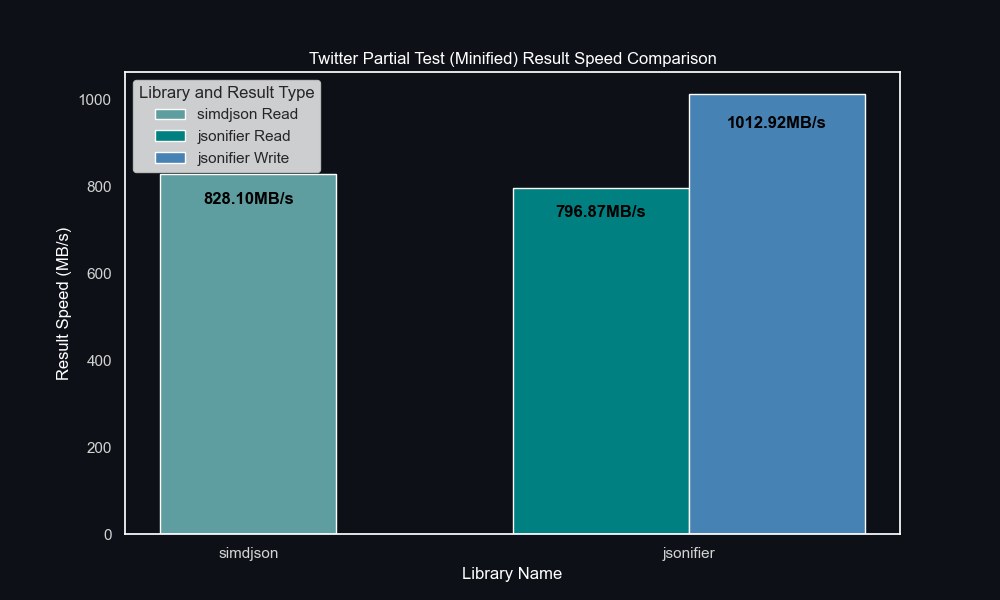 Twitter Partial Test (Minified) Result Speed Comparison
Library and Result Type
simdjson Read
jsonifier Read
jsonifier Write
1000
800
600
400
200
0
Result Speed (MB/s)
828.10MB/s
796.87MB/s
1012.92MB/s
simdjson
jsonifier
Library Name